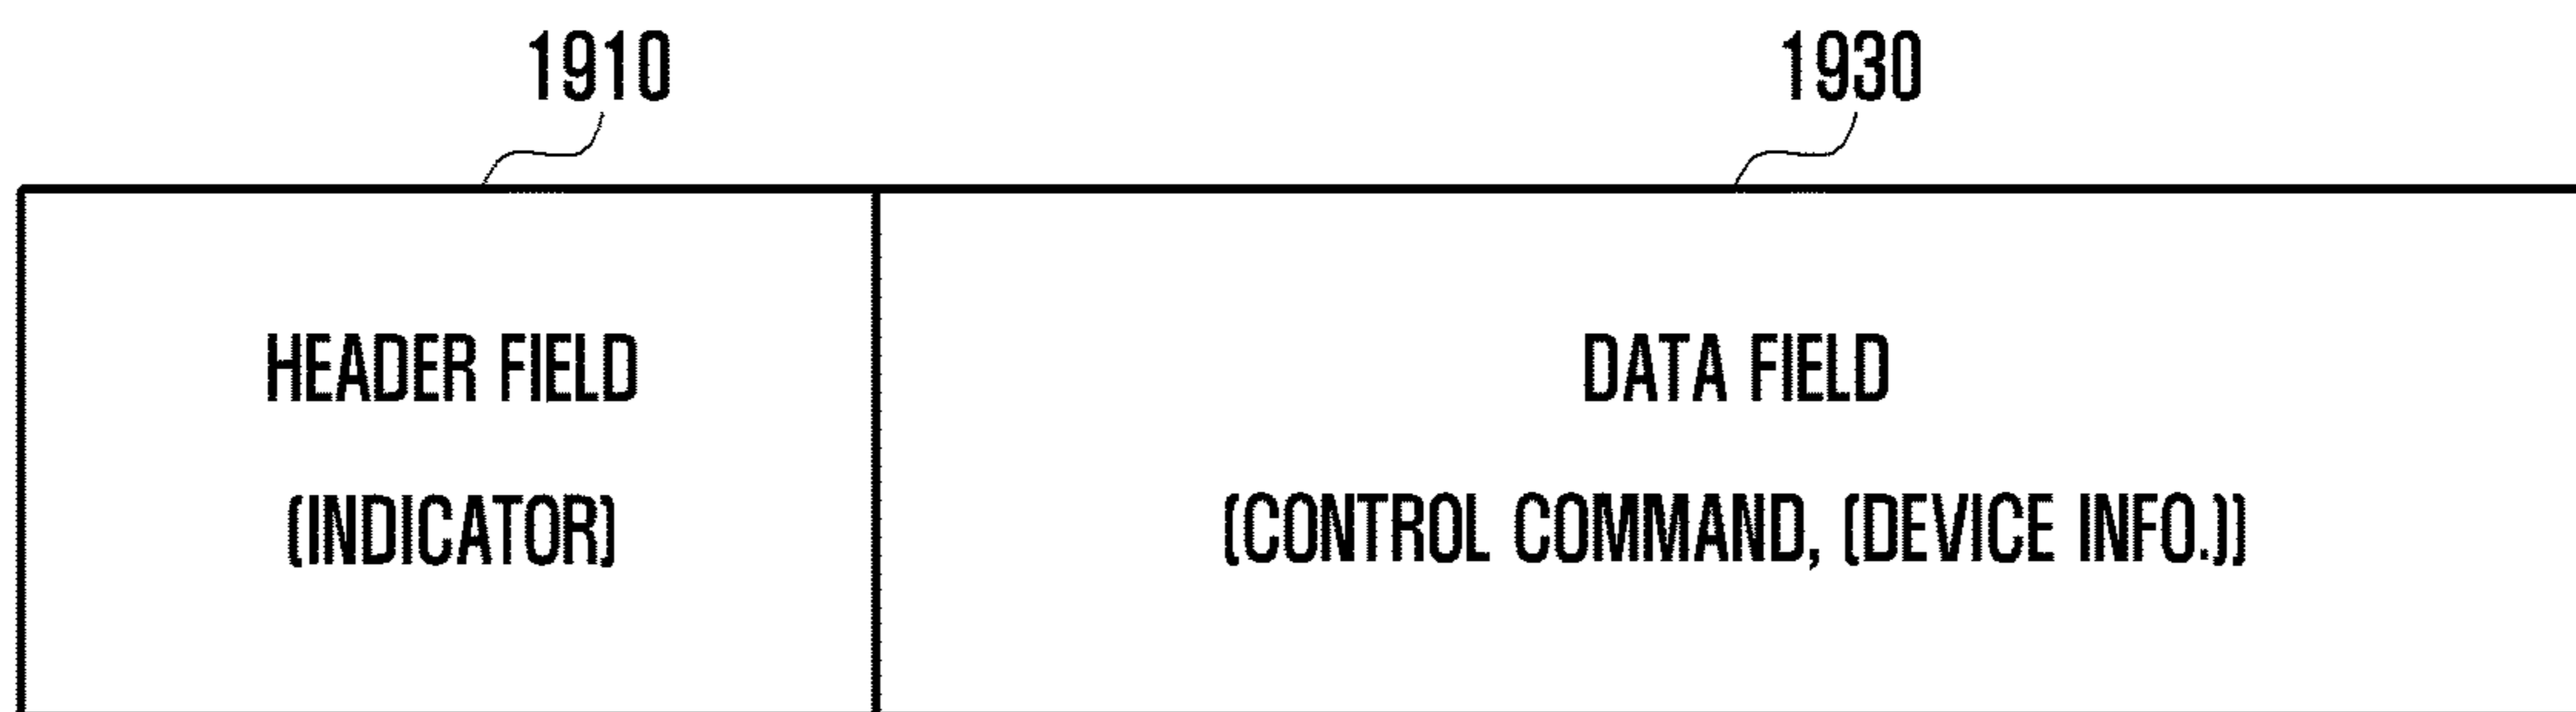 1910
1930
HEADER FIELD
(INDICATOR)
DATA FIELD
(CONTROL COMMAND, (DEVICE INFO.))